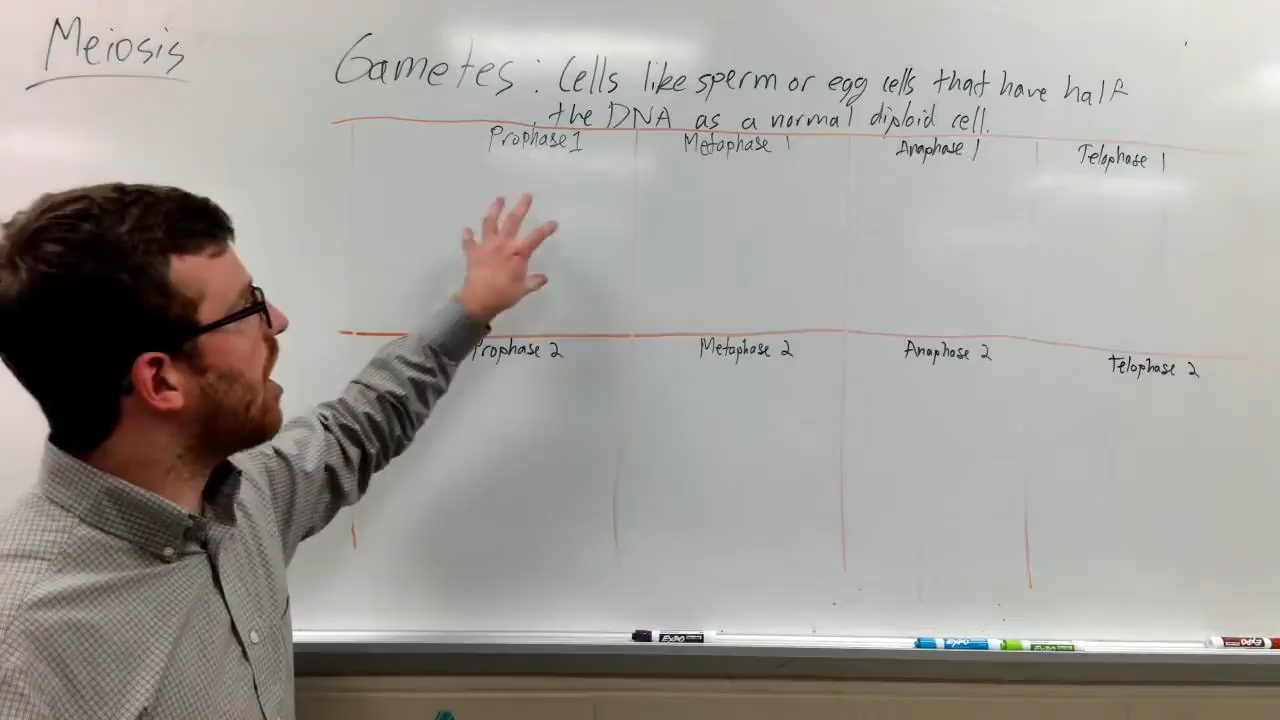 Meiosis
Gametes: Cells like sperm or egg cells that have half
the DNA as a normal diploid cell.
Prophase 1 Metaphase 1 Anaphase 1 Telophase 1
Prophase 2 Metaphase 2 Anaphase 2 Telophase 2
EXPO EXPO EXPO EXPO